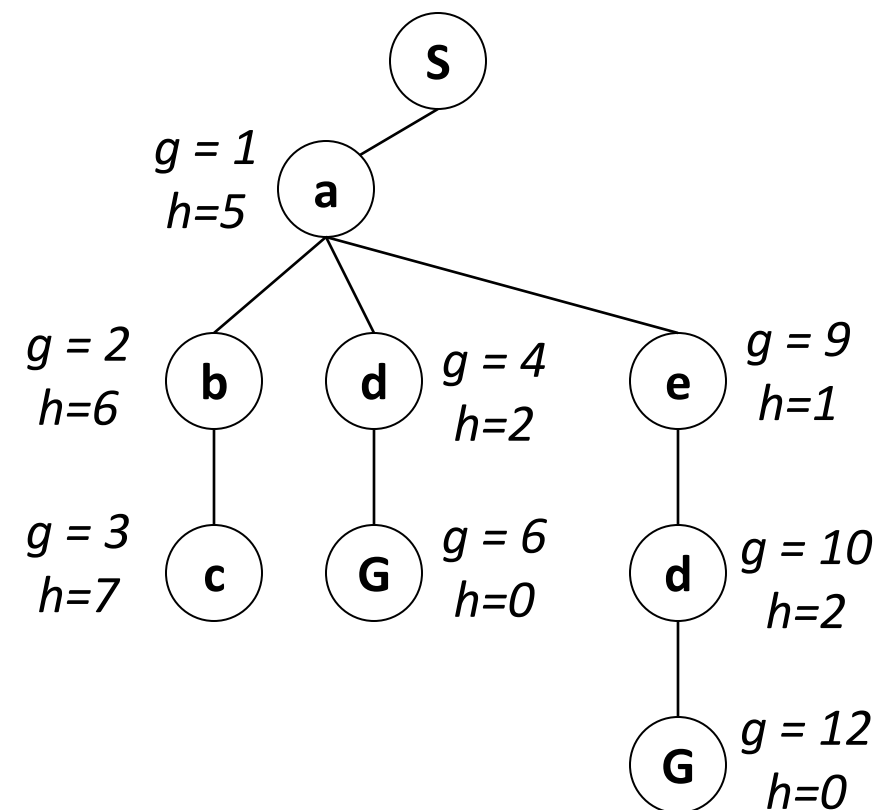 S
g = 1
h=5
a
g = 2
h=6
b
d
g = 4
h=2
e
g = 9
h=1
g = 3
h=7
c
G
g = 6
h=0
d
g = 10
h=2
G
g = 12
h=0